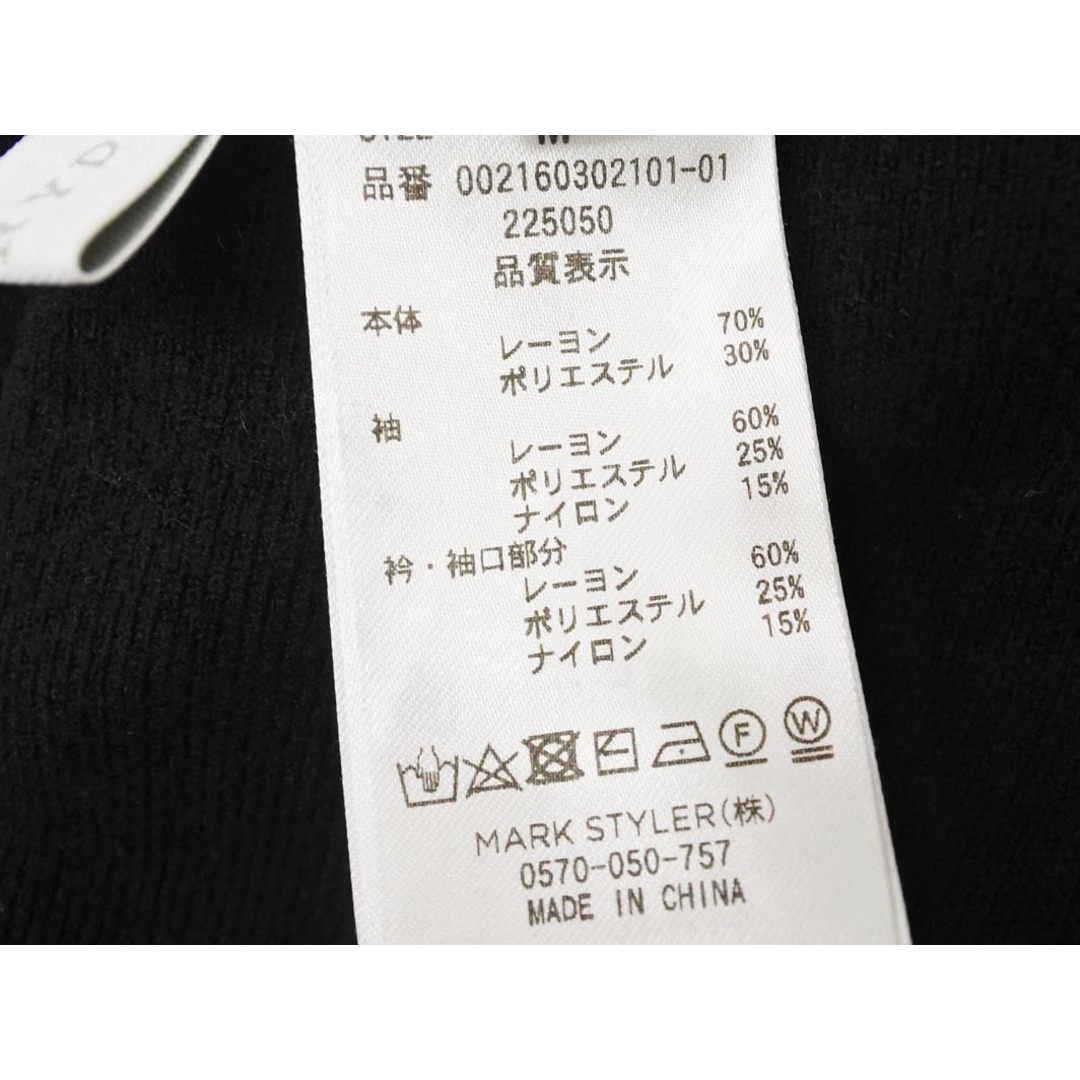 品番 002160302101-01
225050
品質表示
本体
レーヨン 70%
ポリエステル 30%
袖
レーヨン 60%
ポリエステル 25%
ナイロン 15%
衿・袖口部分
レーヨン 60%
ポリエステル 25%
ナイロン 15%
F W
MARK STYLER(株)
0570-050-757
MADE IN CHINA